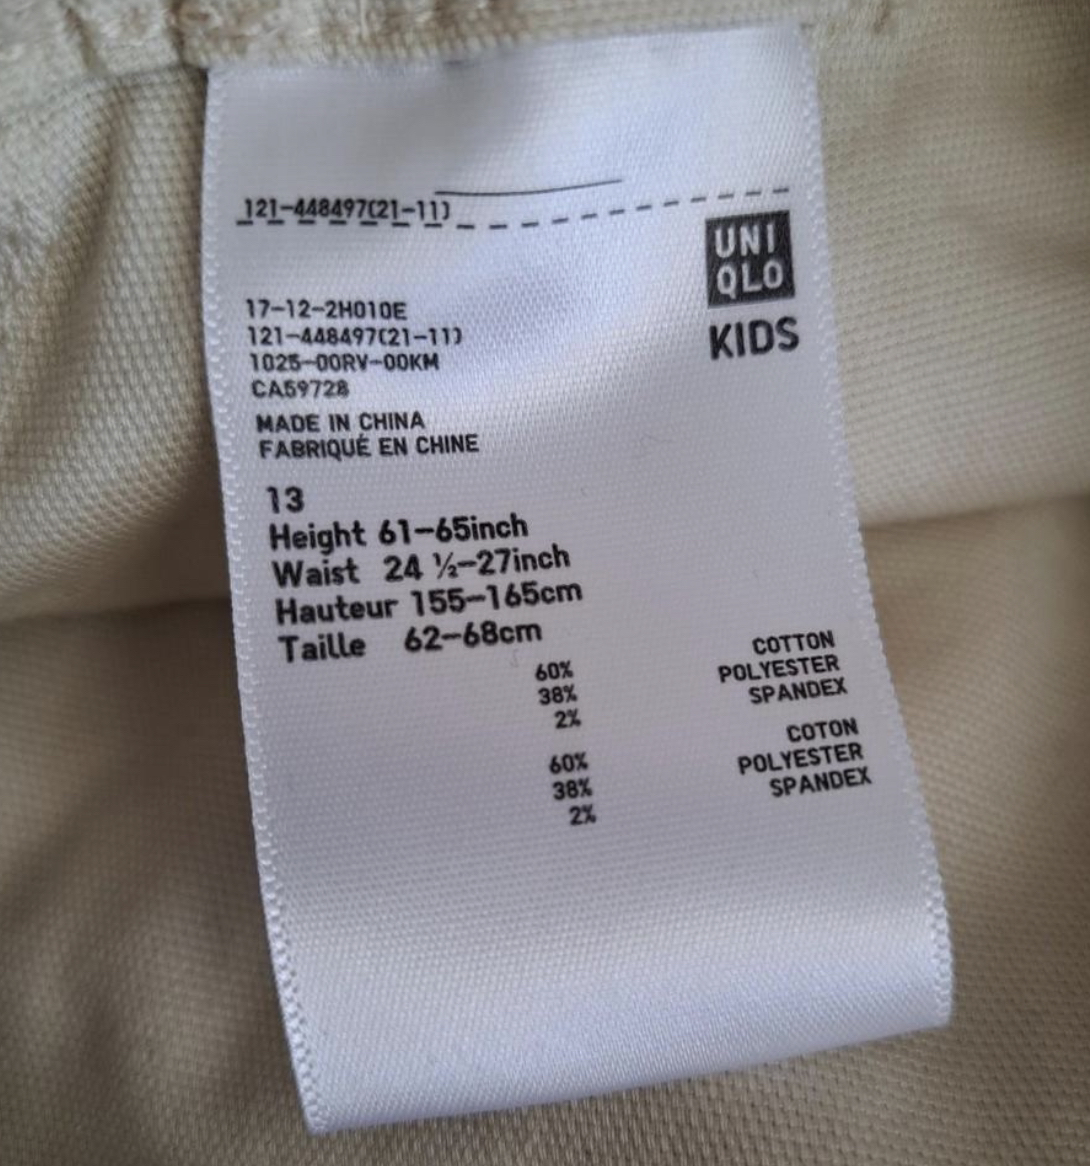 121-448497(21-11)
UNI
QLO
KIDS
17-12-2H010E
121-448497(21-11)
1025-00RV-00KM
CA59728
MADE IN CHINA
FABRIQUÉ EN CHINE
13
Height 61-65inch
Waist 24 ½-27inch
Hauteur 155-165cm
Taille 62-68cm
60% COTTON
38% POLYESTER
2% SPANDEX
60% COTON
38% POLYESTER
2% SPANDEX